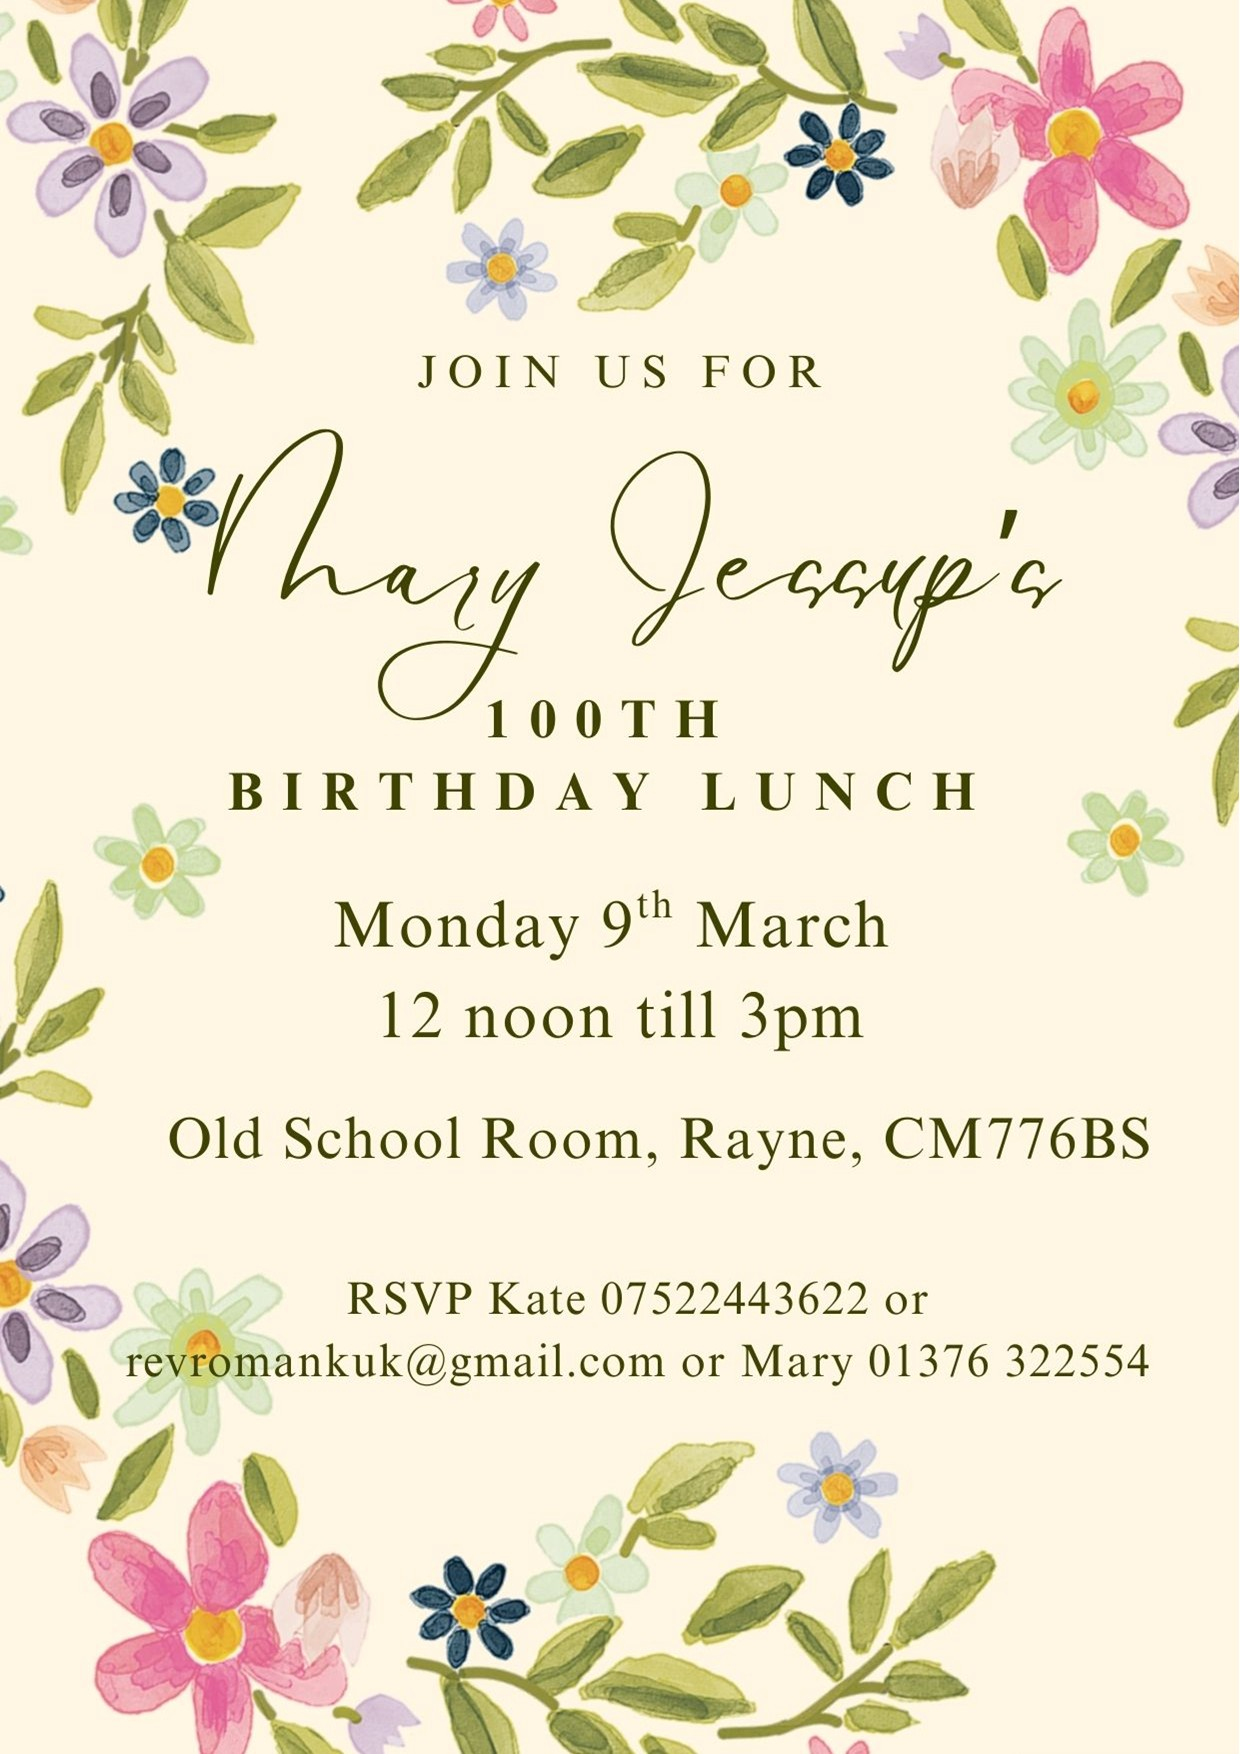 JOIN US FOR
Mary Jessup's
100TH
BIRTHDAY LUNCH
Monday 9th March
12 noon till 3pm
Old School Room, Rayne, CM776BS
RSVP Kate 07522443622 or
revromankuk@gmail.com or Mary 01376 322554